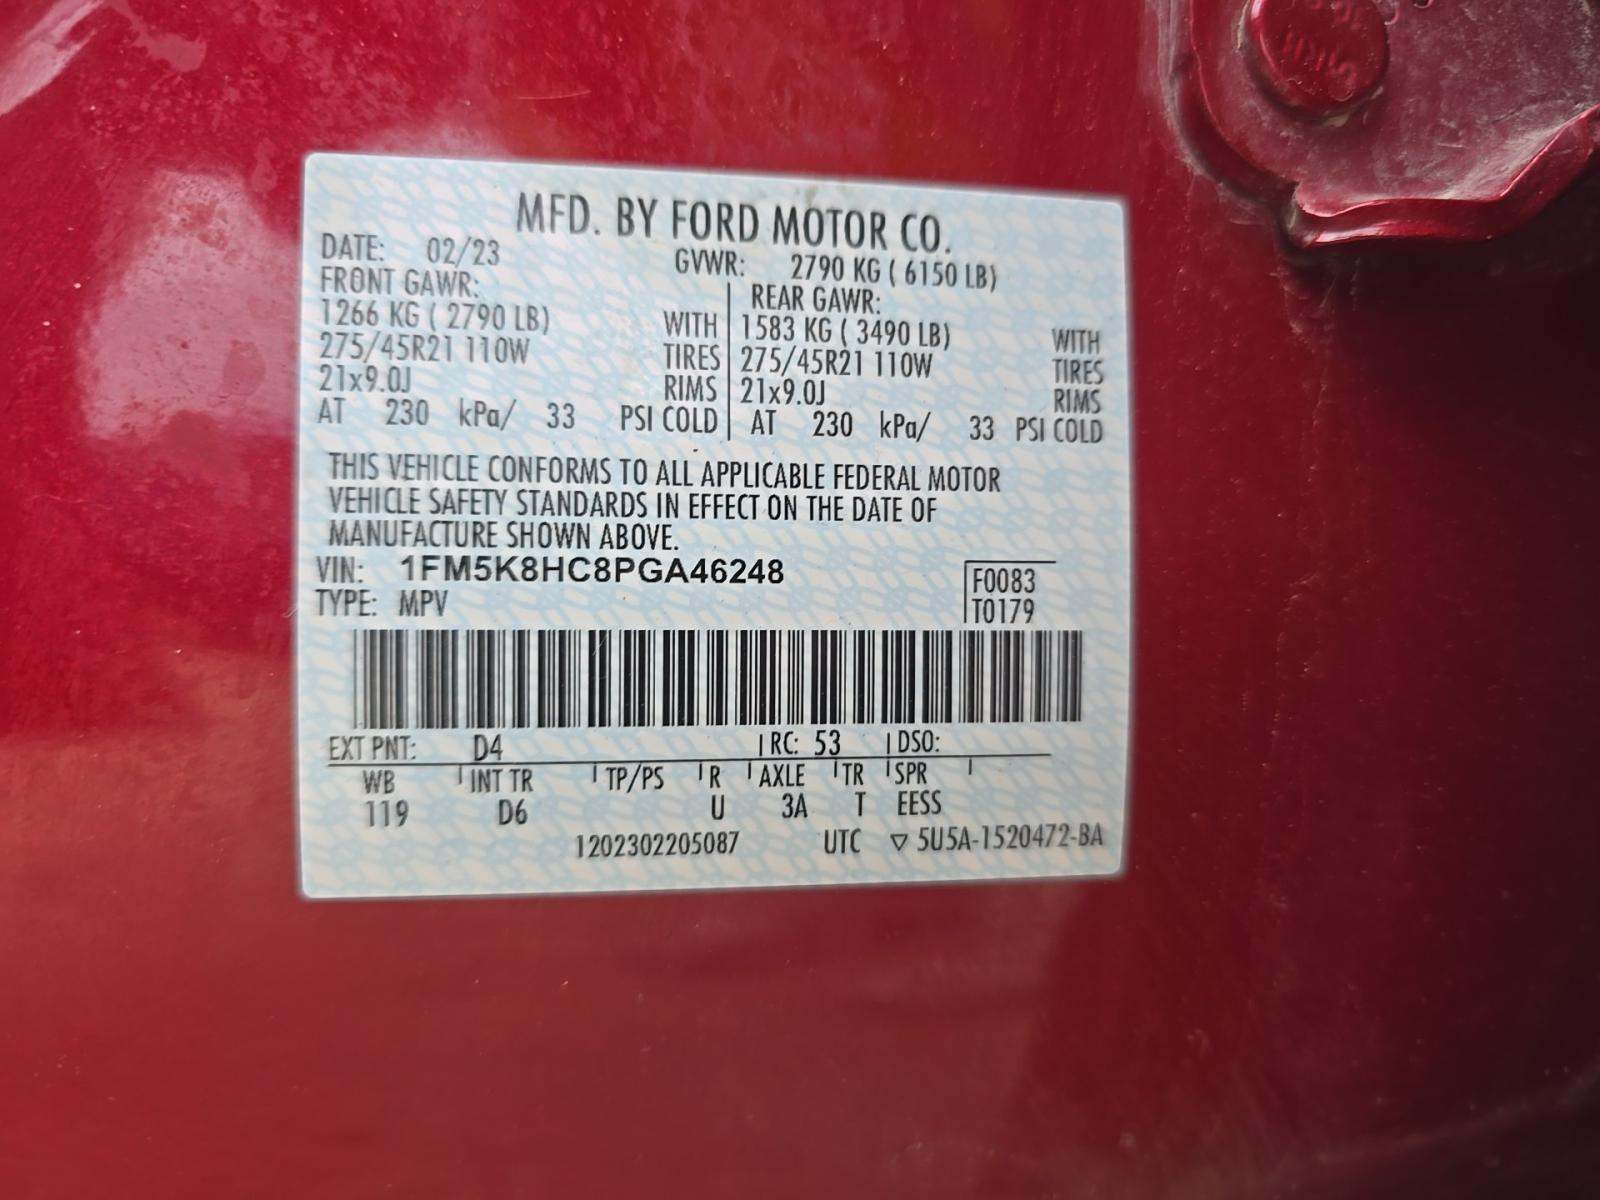 MFD. BY FORD MOTOR CO.
DATE: 02/23 GVWR: 2790 KG ( 6150 LB)
FRONT GAWR: REAR GAWR:
1266 KG ( 2790 LB) WITH 1583 KG ( 3490 LB) WITH
275/45R21 110W TIRES 275/45R21 110W TIRES
21x9.0J RIMS 21x9.0J RIMS
AT 230 kPa/ 33 PSI COLD AT 230 kPa/ 33 PSI COLD
THIS VEHICLE CONFORMS TO ALL APPLICABLE FEDERAL MOTOR
VEHICLE SAFETY STANDARDS IN EFFECT ON THE DATE OF
MANUFACTURE SHOWN ABOVE.
VIN: 1FM5K8HC8PGA46248
TYPE: MPV
F0083
T0179
EXT PNT: D4 RC: 53 DSO:
WB INT TR TP/PS R AXLE TR SPR
119 D6 U 3A T EESS
1202302205087 UTC ▽ 5U5A-1520472-BA